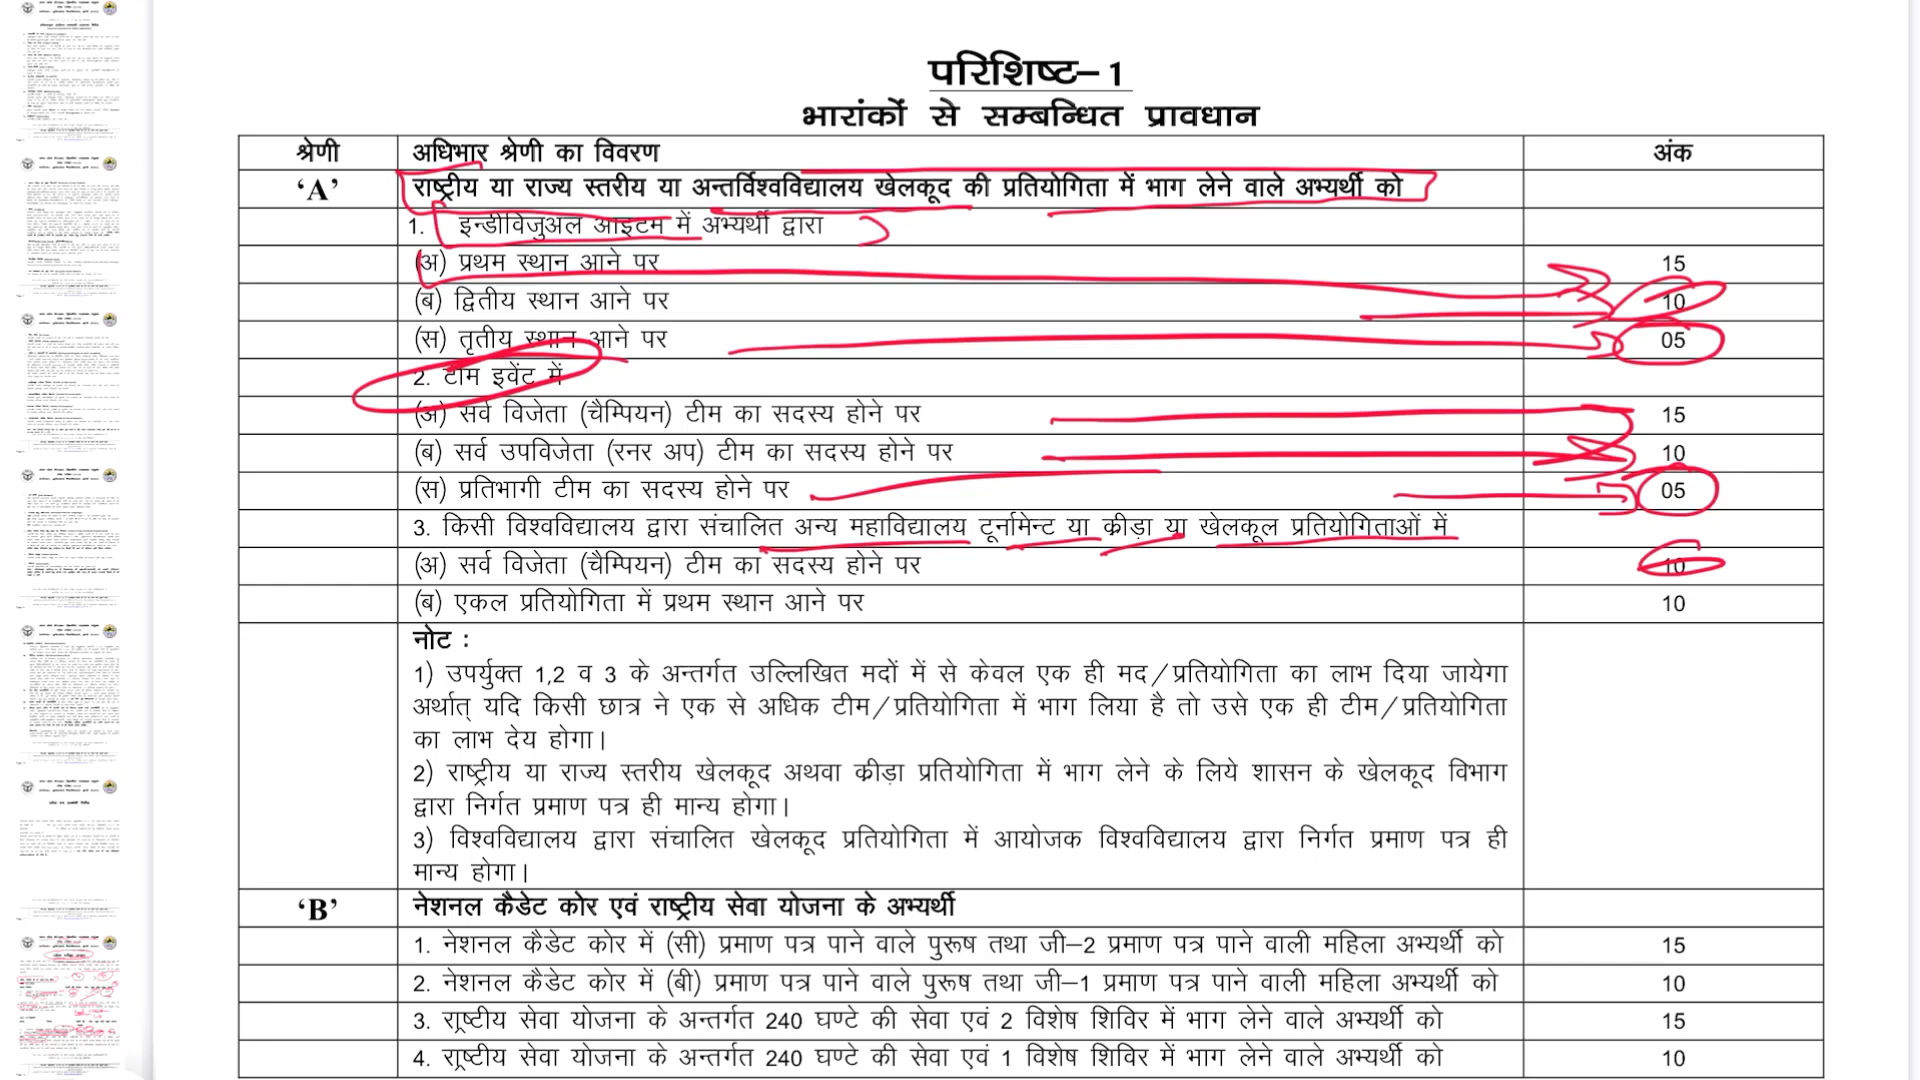 परिशिष्ट–1
भारांकों से सम्बन्धित प्रावधान
श्रेणी अधिभार श्रेणी का विवरण अंक
‘A’ राष्ट्रीय या राज्य स्तरीय या अन्तर्विश्वविद्यालय खेलकूद की प्रतियोगिता में भाग लेने वाले अभ्यर्थी को
1. इन्डीविजुअल आइटम में अभ्यर्थी द्वारा
(अ) प्रथम स्थान आने पर 15
(ब) द्वितीय स्थान आने पर 10
(स) तृतीय स्थान आने पर 05
2. टीम इवेंट में
(अ) सर्व विजेता (चैम्पियन) टीम का सदस्य होने पर 15
(ब) सर्व उपविजेता (रनर अप) टीम का सदस्य होने पर 10
(स) प्रतिभागी टीम का सदस्य होने पर 05
3. किसी विश्वविद्यालय द्वारा संचालित अन्य महाविद्यालय टूर्नामेन्ट या क्रीड़ा या खेलकूल प्रतियोगिताओं में
(अ) सर्व विजेता (चैम्पियन) टीम का सदस्य होने पर 10
(ब) एकल प्रतियोगिता में प्रथम स्थान आने पर 10
नोट :
1) उपर्युक्त 1,2 व 3 के अन्तर्गत उल्लिखित मदों में से केवल एक ही मद/प्रतियोगिता का लाभ दिया जायेगा
अर्थात् यदि किसी छात्र ने एक से अधिक टीम/प्रतियोगिता में भाग लिया है तो उसे एक ही टीम/प्रतियोगिता
का लाभ देय होगा।
2) राष्ट्रीय या राज्य स्तरीय खेलकूद अथवा क्रीड़ा प्रतियोगिता में भाग लेने के लिये शासन के खेलकूद विभाग
द्वारा निर्गत प्रमाण पत्र ही मान्य होगा।
3) विश्वविद्यालय द्वारा संचालित खेलकूद प्रतियोगिता में आयोजक विश्वविद्यालय द्वारा निर्गत प्रमाण पत्र ही
मान्य होगा।
‘B’ नेशनल कैडेट कोर एवं राष्ट्रीय सेवा योजना के अभ्यर्थी
1. नेशनल कैडेट कोर में (सी) प्रमाण पत्र पाने वाले पुरूष तथा जी–2 प्रमाण पत्र पाने वाली महिला अभ्यर्थी को 15
2. नेशनल कैडेट कोर में (बी) प्रमाण पत्र पाने वाले पुरूष तथा जी–1 प्रमाण पत्र पाने वाली महिला अभ्यर्थी को 10
3. राष्ट्रीय सेवा योजना के अन्तर्गत 240 घण्टे की सेवा एवं 2 विशेष शिविर में भाग लेने वाले अभ्यर्थी को 15
4. राष्ट्रीय सेवा योजना के अन्तर्गत 240 घण्टे की सेवा एवं 1 विशेष शिविर में भाग लेने वाले अभ्यर्थी को 10